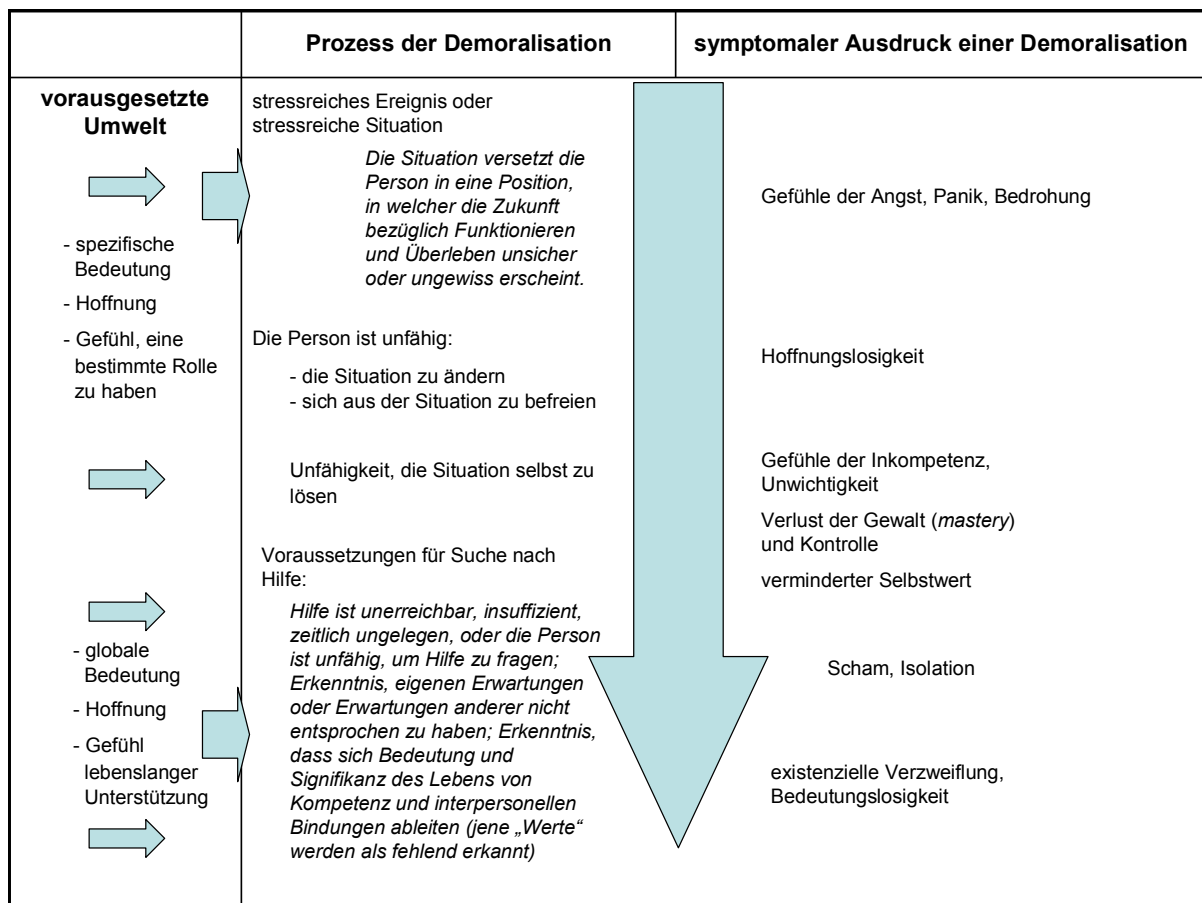 Prozess der Demoralisation
symptomaler Ausdruck einer Demoralisation
vorausgesetzte
Umwelt
- spezifische
Bedeutung
- Hoffnung
- Gefühl, eine
bestimmte Rolle
zu haben
- globale
Bedeutung
- Hoffnung
- Gefühl
lebenslanger
Unterstützung
stressreiches Ereignis oder
stressreiche Situation
Die Situation versetzt die
Person in eine Position,
in welcher die Zukunft
bezüglich Funktionieren
und Überleben unsicher
oder ungewiss erscheint.
Die Person ist unfähig:
- die Situation zu ändern
- sich aus der Situation zu befreien
Unfähigkeit, die Situation selbst zu
lösen
Voraussetzungen für Suche nach
Hilfe:
Hilfe ist unerreichbar, insuffizient,
zeitlich ungelegen, oder die Person
ist unfähig, um Hilfe zu fragen;
Erkenntnis, eigenen Erwartungen
oder Erwartungen anderer nicht
entsprochen zu haben; Erkenntnis,
dass sich Bedeutung und
Signifikanz des Lebens von
Kompetenz und interpersonellen
Bindungen ableiten (jene „Werte“
werden als fehlend erkannt)
Gefühle der Angst, Panik, Bedrohung
Hoffnungslosigkeit
Gefühle der Inkompetenz,
Unwichtigkeit
Verlust der Gewalt (mastery)
und Kontrolle
verminderter Selbstwert
Scham, Isolation
existenzielle Verzweiflung,
Bedeutungslosigkeit